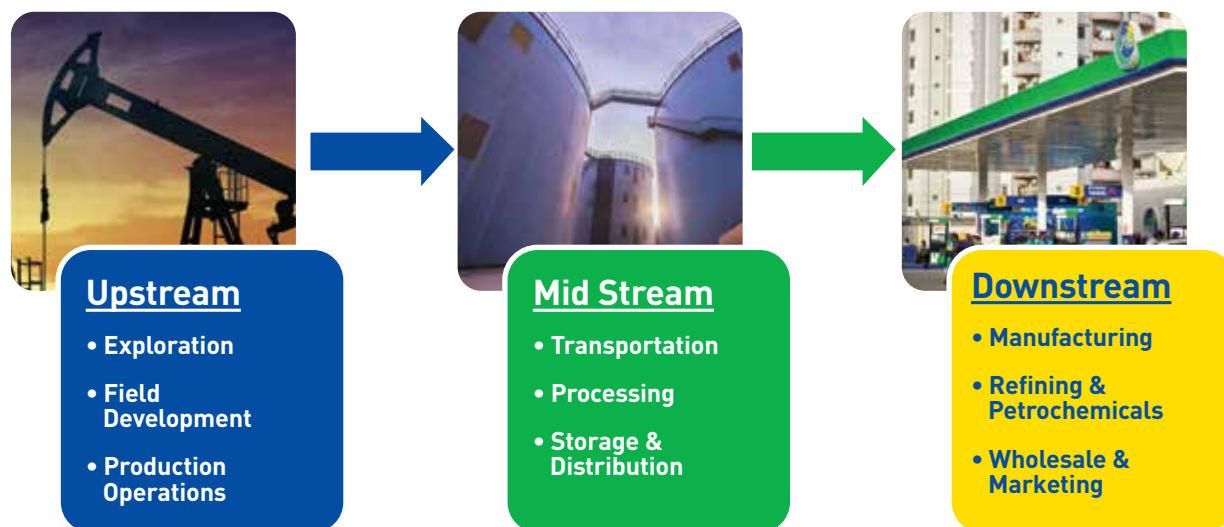 Upstream
• Exploration
• Field
Development
• Production
Operations
Mid Stream
• Transportation
• Processing
• Storage &
Distribution
Downstream
• Manufacturing
• Refining &
Petrochemicals
• Wholesale &
Marketing